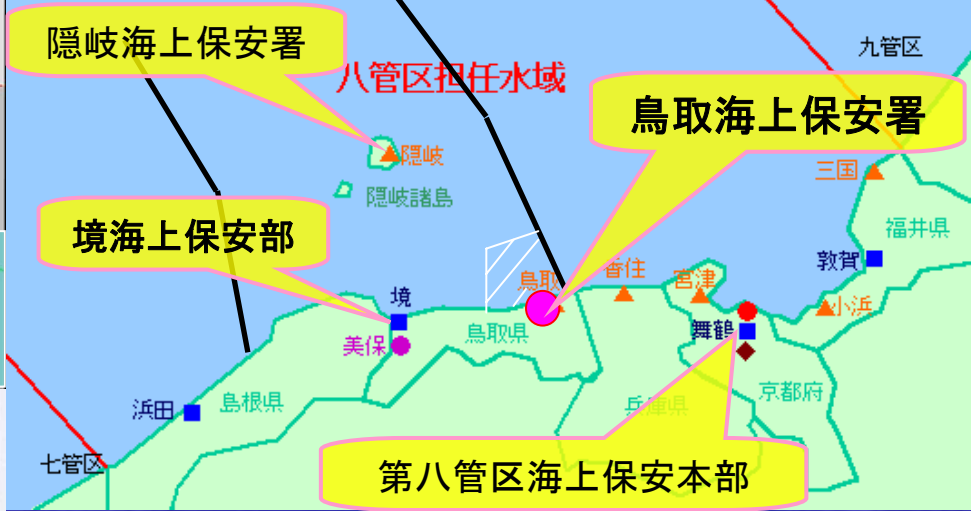 隠岐海上保安署
九管区
八管区担任水域
鳥取海上保安署
隠岐
三国
隠岐諸島
福井県
境海上保安部
敦賀
鳥取
香住
宮津
境
小浜
舞鶴
鳥取県
美保
京都府
島根県
兵庫県
浜田
七管区
第八管区海上保安本部